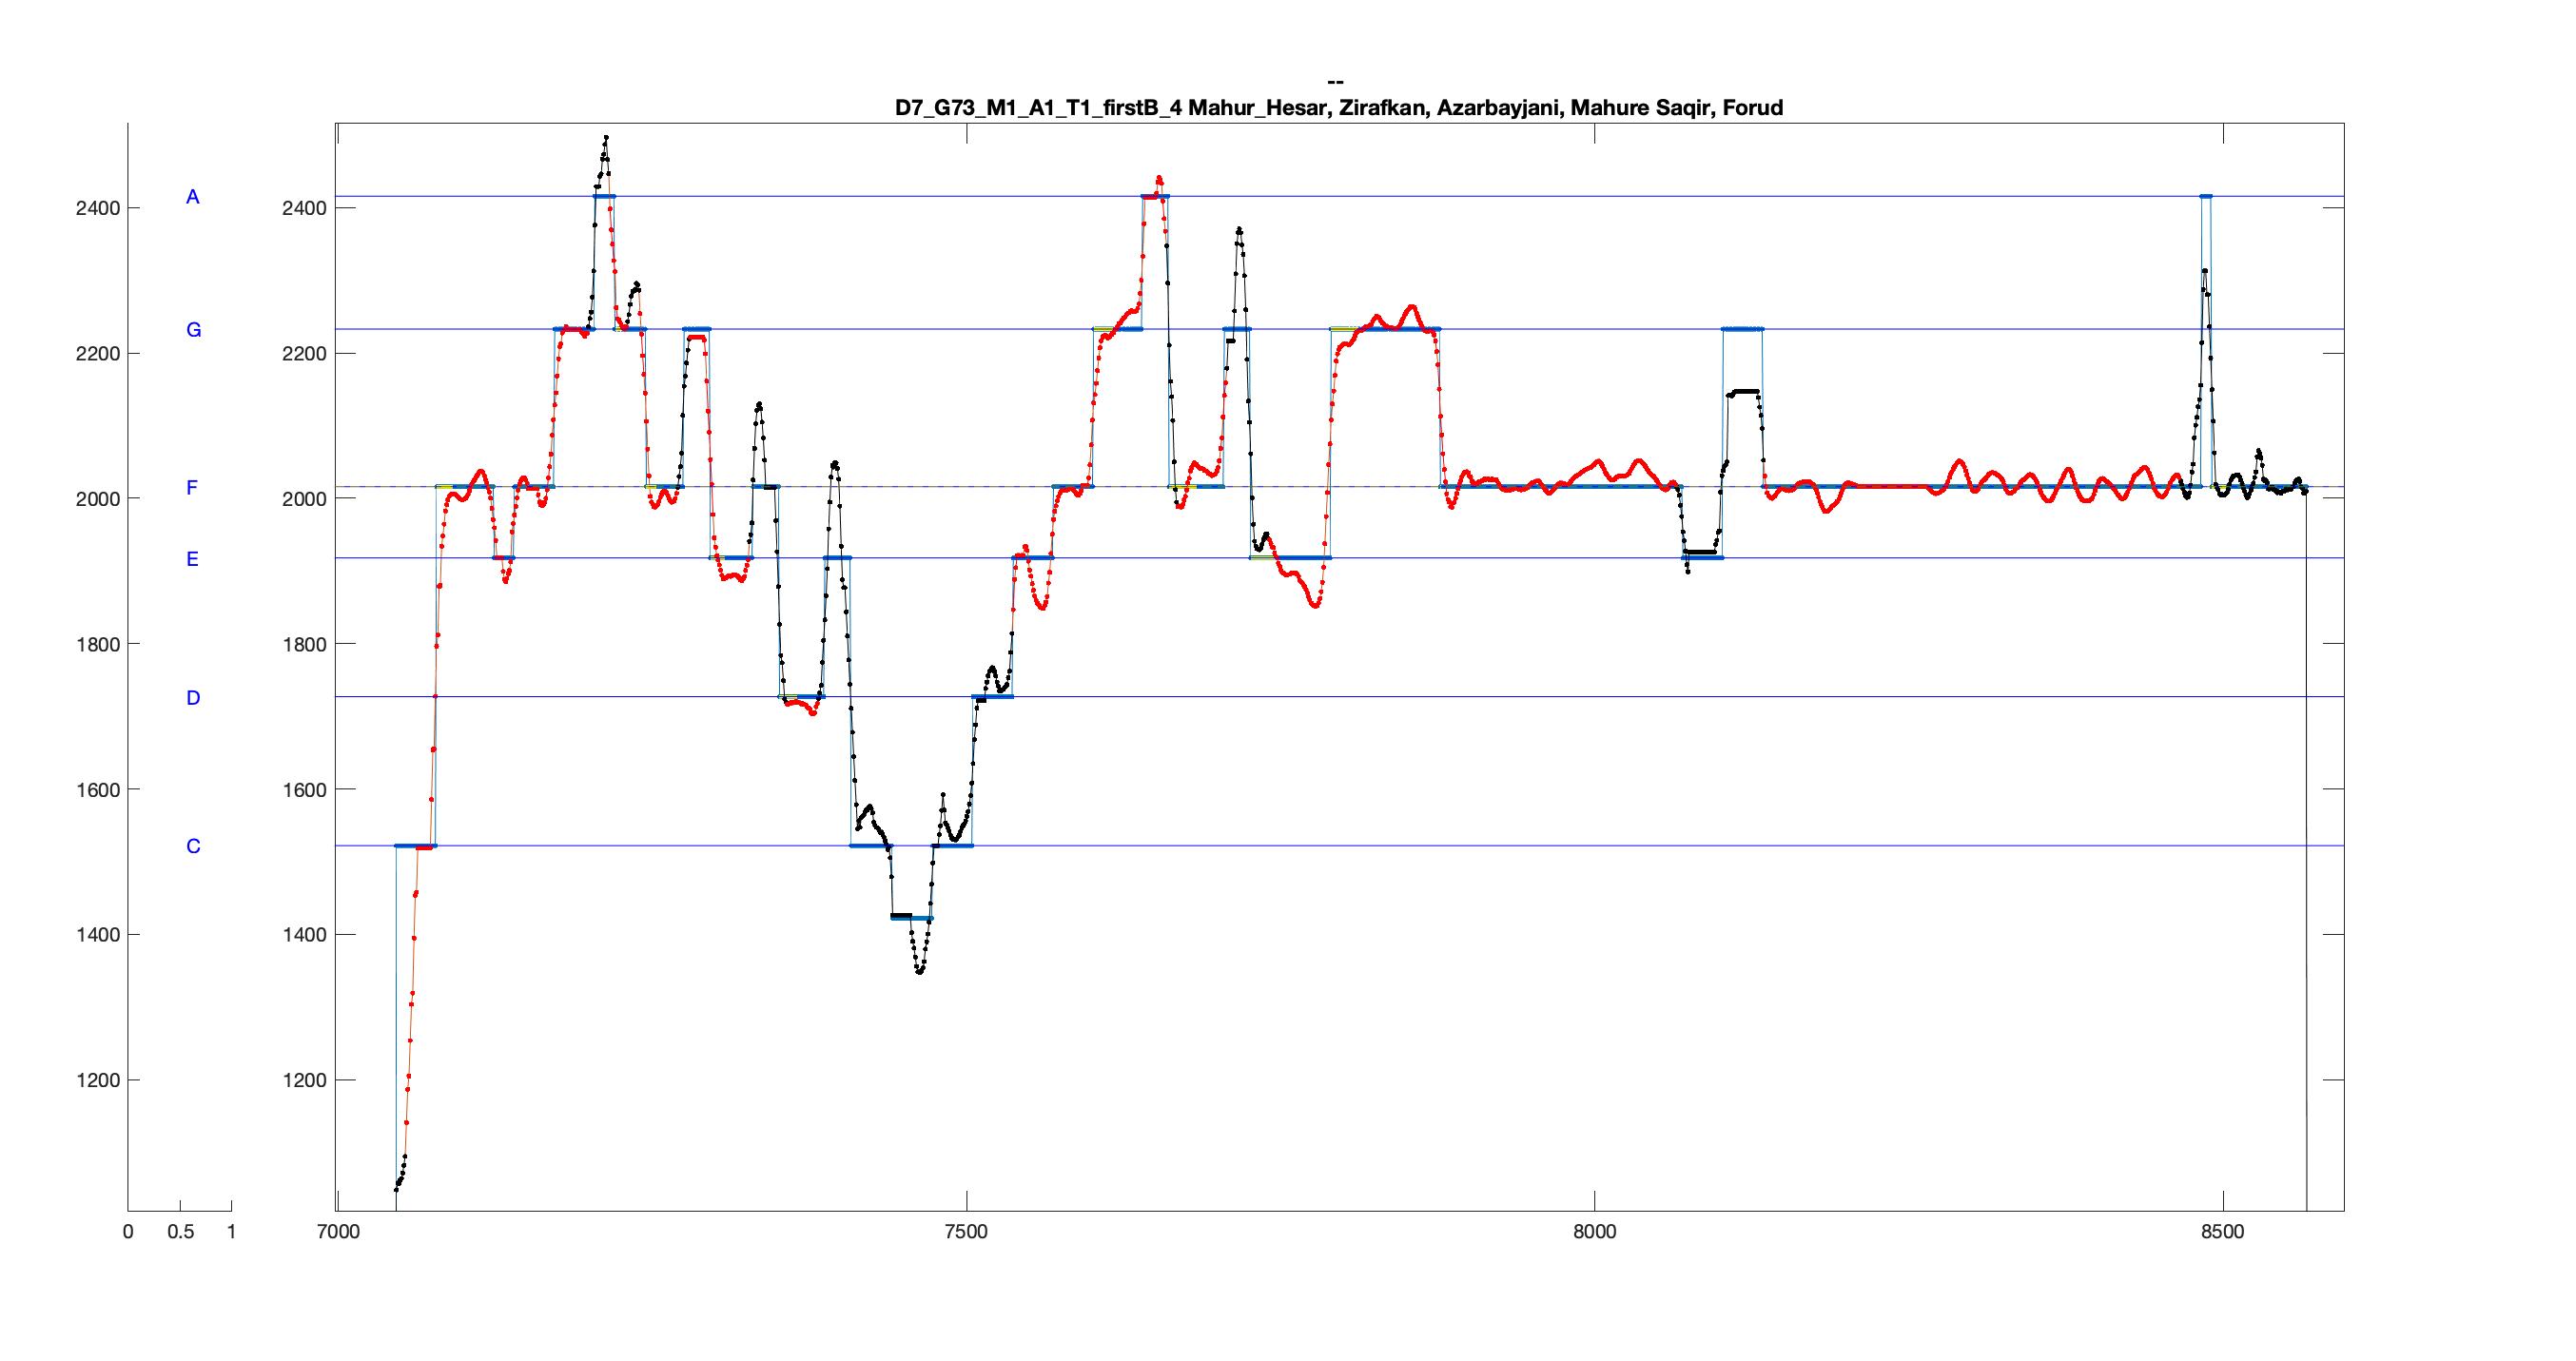 --
D7_G73_M1_A1_T1_firstB_4 Mahur_Hesar, Zirafkan, Azarbayjani, Mahure Saqir, Forud
2400
2200
2000
1800
1600
1400
1200
A
G
F
E
D
C
2400
2200
2000
1800
1600
1400
1200
0 0.5 1
7000 7500 8000 8500